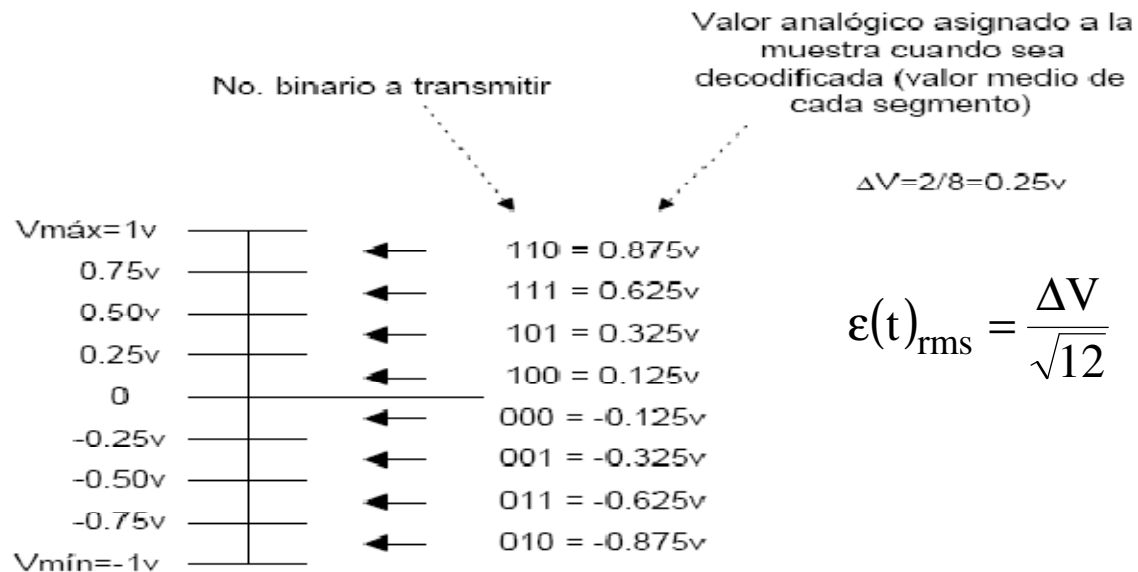 Valor analógico asignado a la
muestra cuando sea
decodificada (valor medio de
cada segmento)
No. binario a transmitir
ΔV=2/8=0.25v
Vmáx=1v
0.75v
0.50v
0.25v
0
-0.25v
-0.50v
-0.75v
Vmín=-1v
110 = 0.875v
111 = 0.625v
101 = 0.325v
100 = 0.125v
000 = -0.125v
001 = -0.325v
011 = -0.625v
010 = -0.875v
ε(t)rms = ΔV/√12